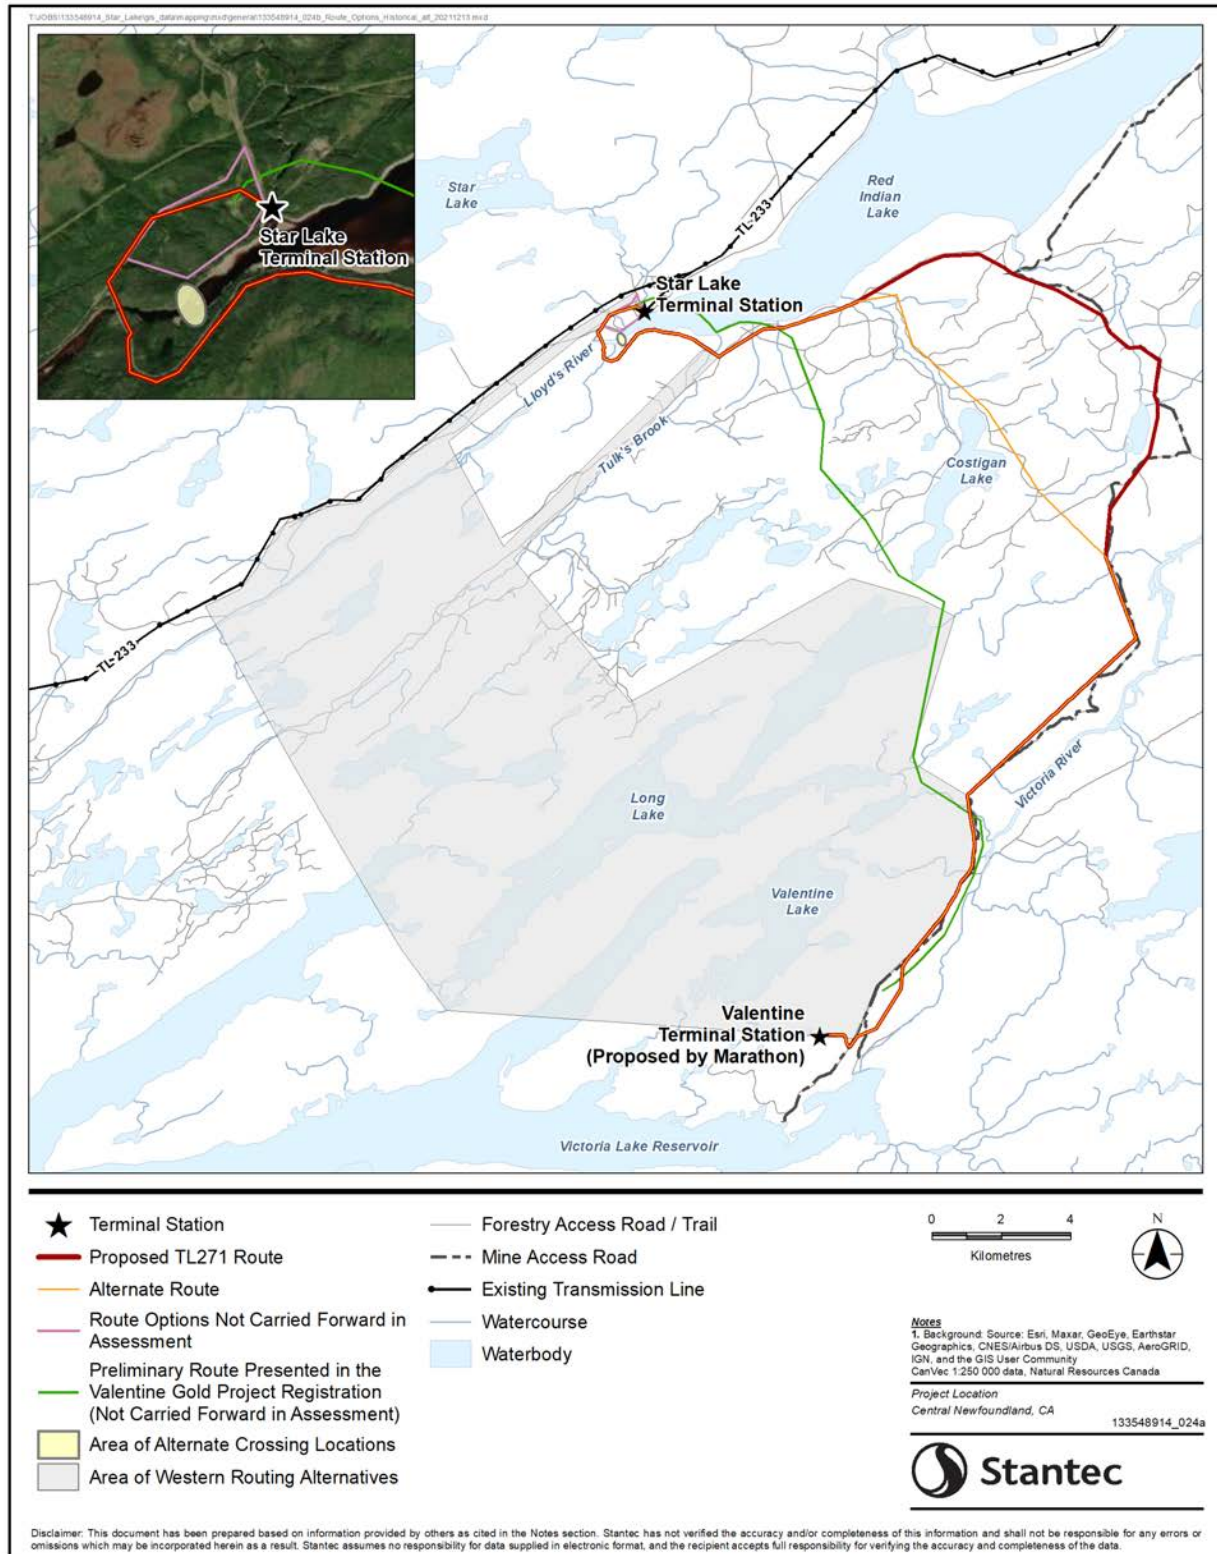 T:\JOBS\133548914_Star_Lake\gis_data\mapping\mxd\general\133548914_024b_Route_Options_Historical_alt_20211213.mxd
Star Lake
Terminal Station
Star
Lake
Red
Indian
Lake
TL-233
Star Lake
Terminal Station
Lloyd's River
Tulk's Brook
Costigan
Lake
TL-233
Victoria River
Long
Lake
Valentine
Lake
Valentine
Terminal Station
(Proposed by Marathon)
Victoria Lake Reservoir
Terminal Station
Proposed TL271 Route
Alternate Route
Route Options Not Carried Forward in
Assessment
Preliminary Route Presented in the
Valentine Gold Project Registration
(Not Carried Forward in Assessment)
Area of Alternate Crossing Locations
Area of Western Routing Alternatives
Forestry Access Road / Trail
Mine Access Road
Existing Transmission Line
Watercourse
Waterbody
0 2 4
Kilometres
N
Notes
1. Background: Source: Esri, Maxar, GeoEye, Earthstar
Geographics, CNES/Airbus DS, USDA, USGS, AeroGRID,
IGN, and the GIS User Community
CanVec 1:250 000 data, Natural Resources Canada
Project Location
Central Newfoundland, CA
133548914_024a
Stantec
Disclaimer: This document has been prepared based on information provided by others as cited in the Notes section. Stantec has not verified the accuracy and/or completeness of this information and shall not be responsible for any errors or
omissions which may be incorporated herein as a result. Stantec assumes no responsibility for data supplied in electronic format, and the recipient accepts full responsibility for verifying the accuracy and completeness of the data.